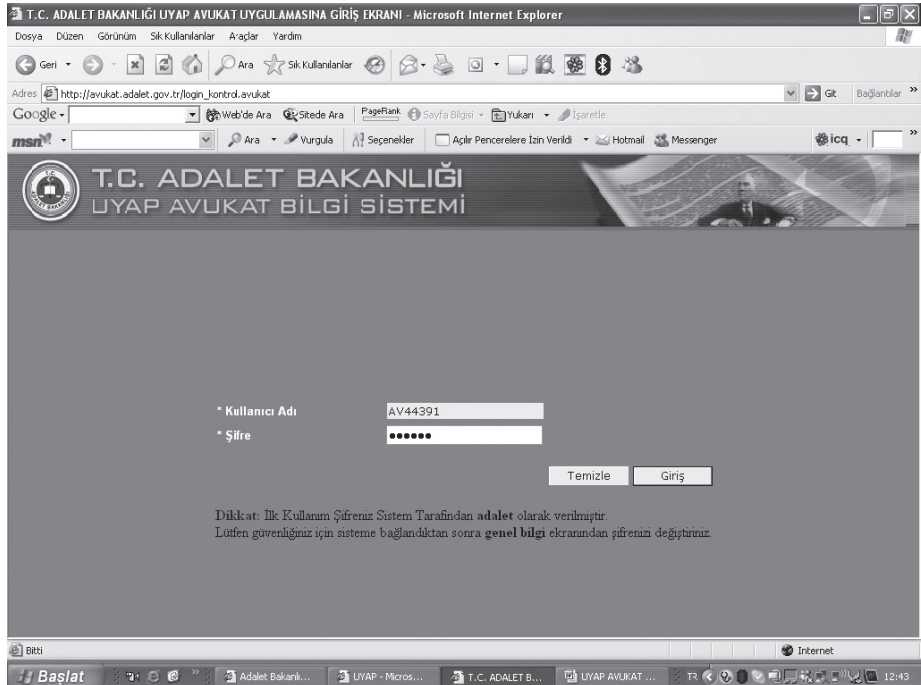 T.C. ADALET BAKANLIĞI UYAP AVUKAT UYGULAMASINA GİRİŞ EKRANI - Microsoft Internet Explorer
Dosya Düzen Görünüm Sık Kullanılanlar Araçlar Yardım
Geri Ara Sık Kullanılanlar
Adres http://avukat.adalet.gov.tr/login_kontrol.avukat Git Bağlantılar »
Google Web'de Ara Sitede Ara PageRank Sayfa Bilgisi Yukarı İşaretle
msn Ara Vurgula Seçenekler Açılır Pencerelere İzin Verildi Hotmail Messenger icq »
T.C. ADALET BAKANLIĞI
UYAP AVUKAT BİLGİ SİSTEMİ
* Kullanıcı Adı AV44391
* Şifre ••••••
Temizle Giriş
Dikkat: İlk Kullanım Şifreniz Sistem Tarafindan adalet olarak verilmiştir.
Lütfen güvenliğiniz için sisteme bağlandıktan sonra genel bilgi ekranından şifrenizi değiştiriniz.
Bitti Internet
Başlat » Adalet Bakanlı... UYAP - Micros... T.C. ADALET B... UYAP AVUKAT ... TR 12:43